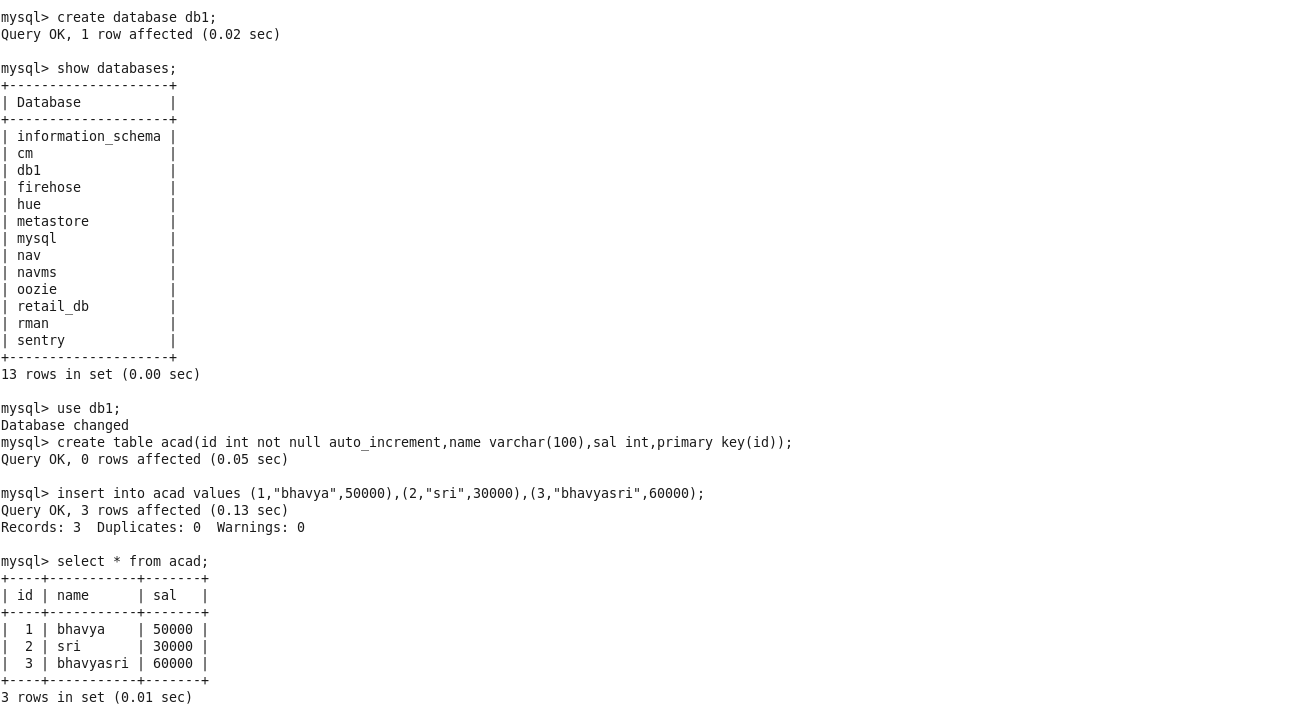 mysql> create database db1;
Query OK, 1 row affected (0.02 sec)

mysql> show databases;
+--------------------+
| Database           |
+--------------------+
| information_schema |
| cm                 |
| db1                |
| firehose           |
| hue                |
| metastore          |
| mysql              |
| nav                |
| navms              |
| oozie              |
| retail_db          |
| rman               |
| sentry             |
+--------------------+
13 rows in set (0.00 sec)

mysql> use db1;
Database changed
mysql> create table acad(id int not null auto_increment,name varchar(100),sal int,primary key(id));
Query OK, 0 rows affected (0.05 sec)

mysql> insert into acad values (1,"bhavya",50000),(2,"sri",30000),(3,"bhavyasri",60000);
Query OK, 3 rows affected (0.13 sec)
Records: 3  Duplicates: 0  Warnings: 0

mysql> select * from acad;
+----+-----------+-------+
| id | name      | sal   |
+----+-----------+-------+
|  1 | bhavya    | 50000 |
|  2 | sri       | 30000 |
|  3 | bhavyasri | 60000 |
+----+-----------+-------+
3 rows in set (0.01 sec)